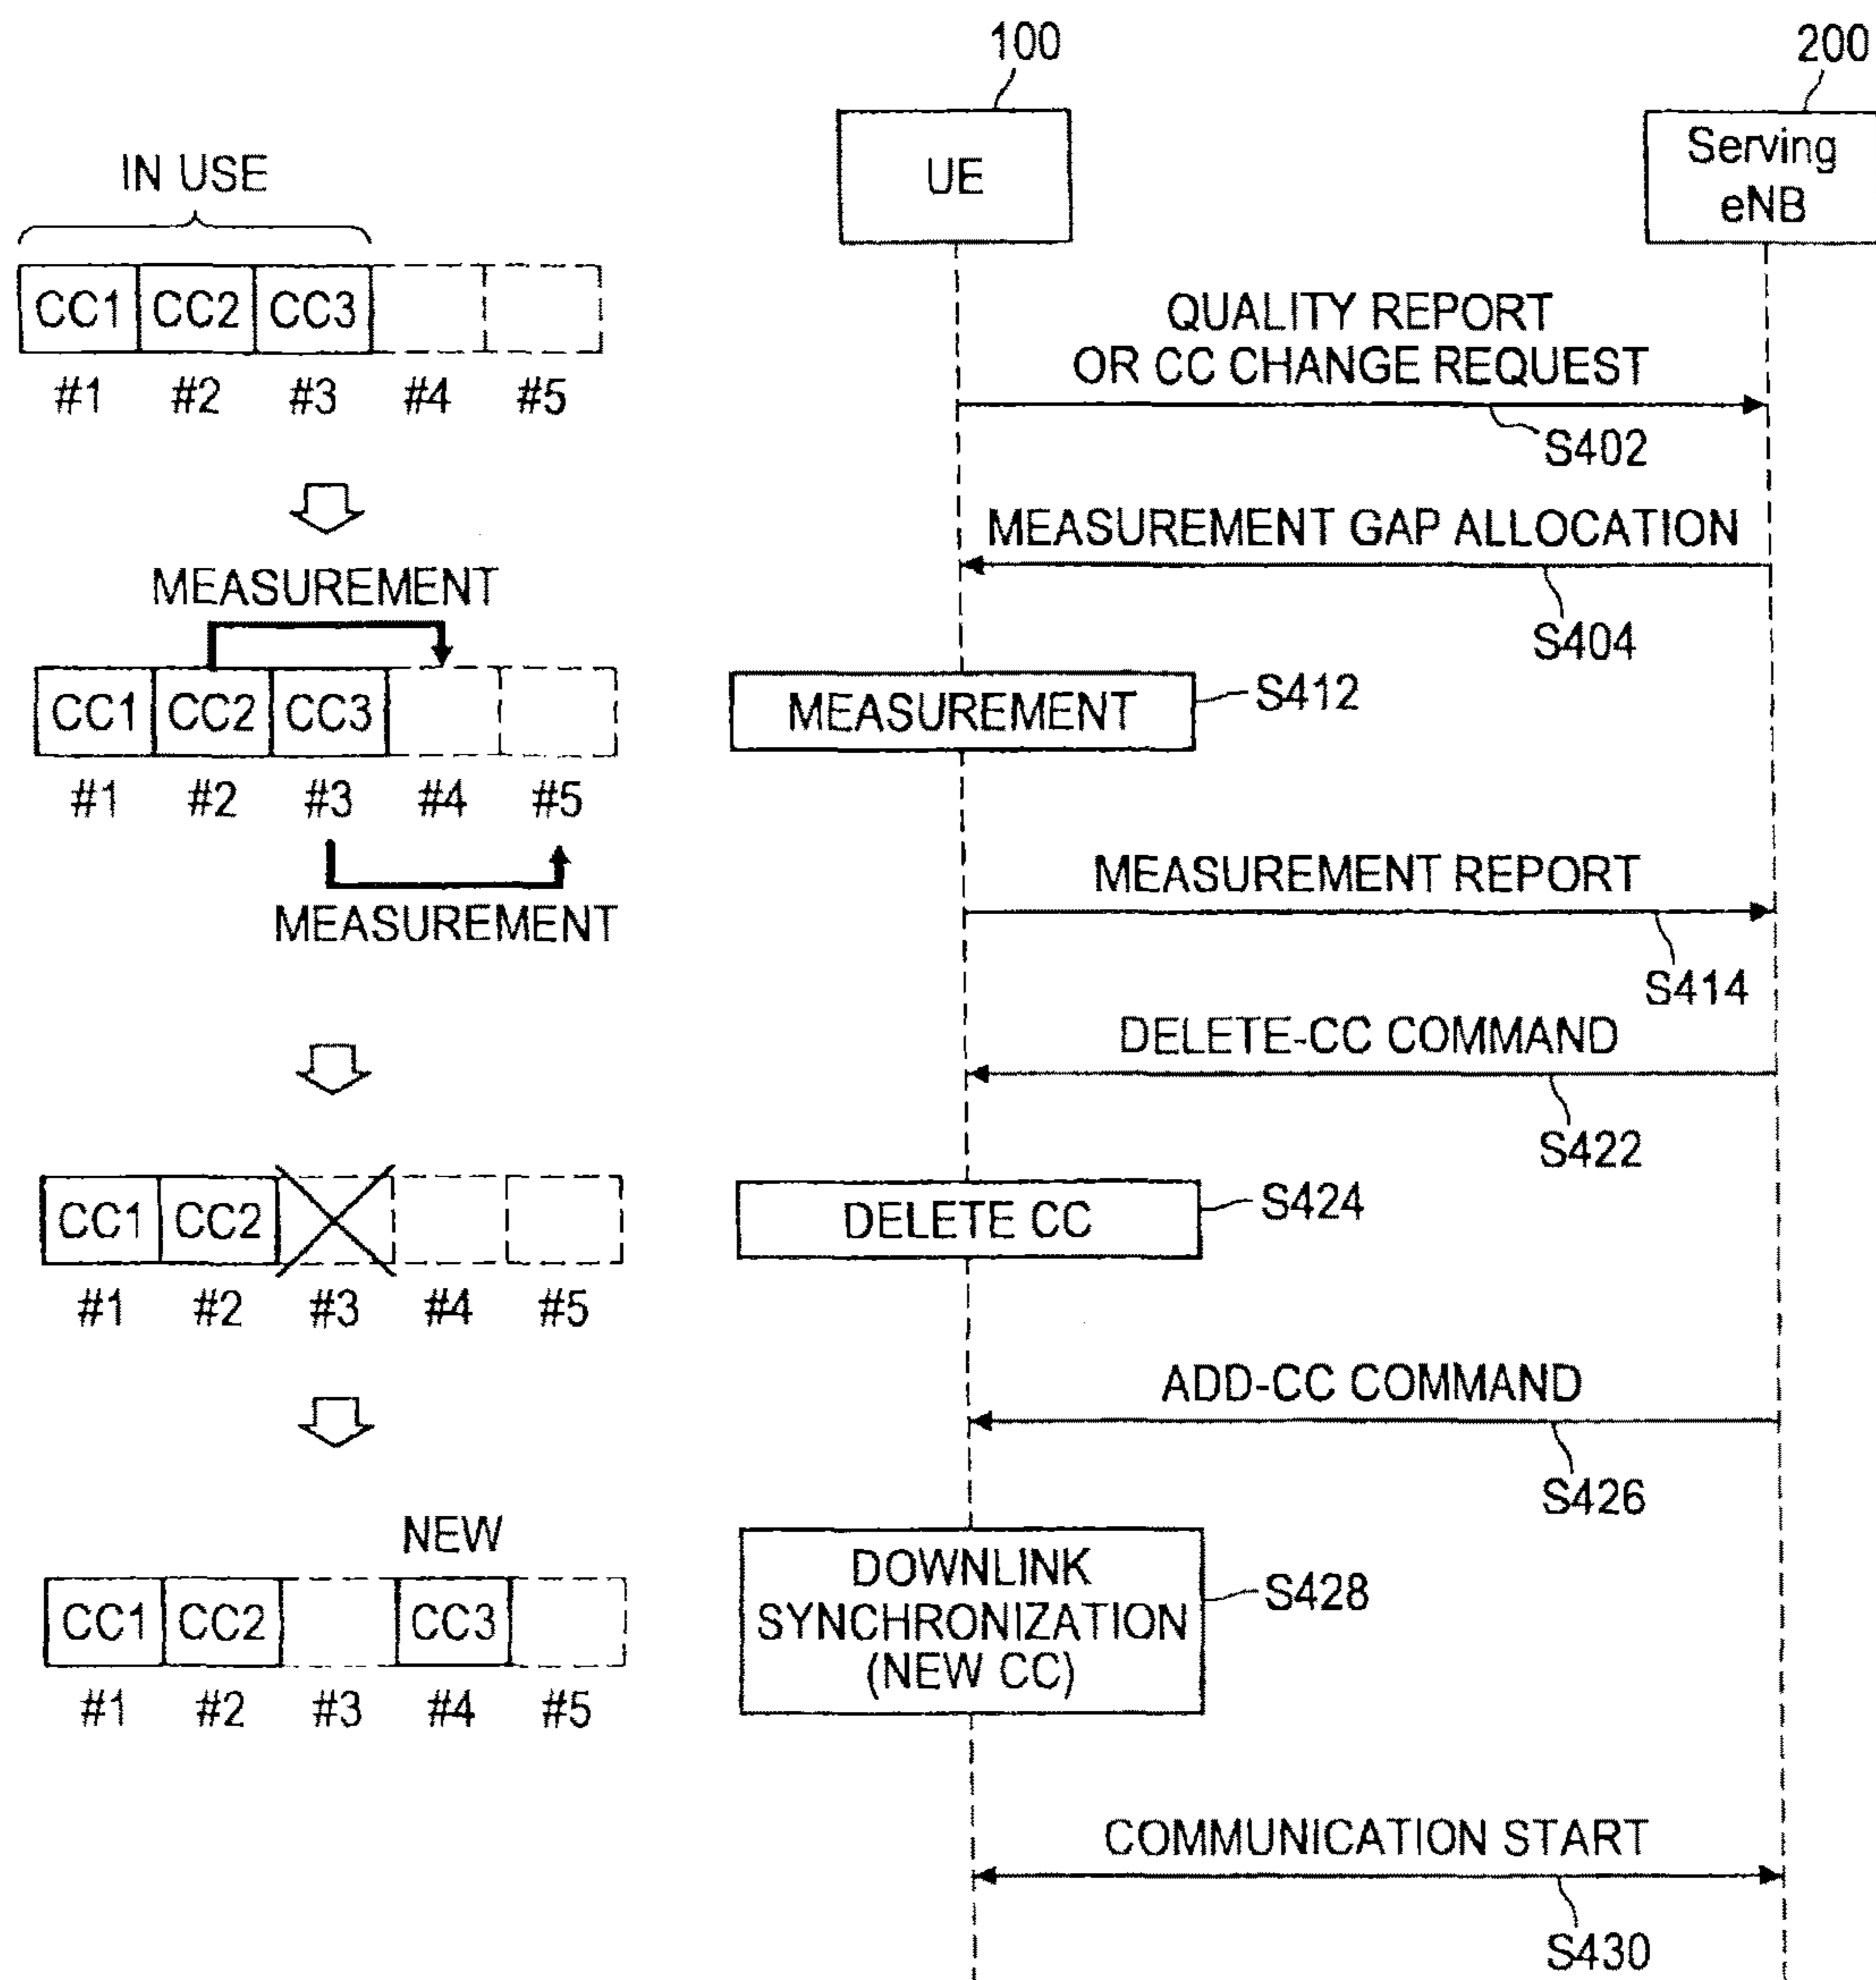 100
200
UE
Serving
eNB
IN USE
CC1 CC2 CC3
#1 #2 #3 #4 #5
QUALITY REPORT
OR CC CHANGE REQUEST
S402
MEASUREMENT GAP ALLOCATION
S404
MEASUREMENT
CC1 CC2 CC3
#1 #2 #3 #4 #5
MEASUREMENT
MEASUREMENT
S412
MEASUREMENT REPORT
S414
DELETE-CC COMMAND
S422
CC1 CC2
#1 #2 #3 #4 #5
DELETE CC
S424
ADD-CC COMMAND
S426
NEW
CC1 CC2 CC3
#1 #2 #3 #4 #5
DOWNLINK
SYNCHRONIZATION
(NEW CC)
S428
COMMUNICATION START
S430